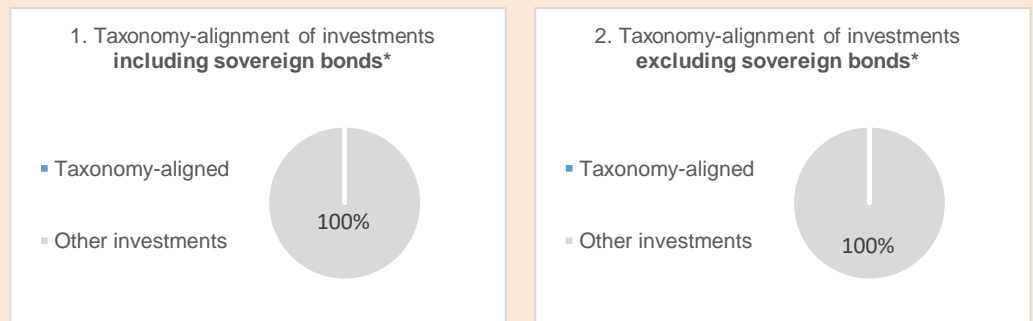 1. Taxonomy-alignment of investments
including sovereign bonds*
Taxonomy-aligned
Other investments
100%
2. Taxonomy-alignment of investments
excluding sovereign bonds*
Taxonomy-aligned
Other investments
100%